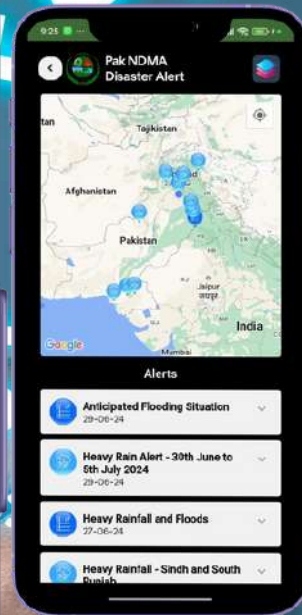 9:25
Pak NDMA
Disaster Alert
Tajikistan
Afghanistan
Pakistan
Jaipur
जयपुर
India
Google
Mumbai
Alerts
Anticipated Flooding Situation
29-06-24
Heavy Rain Alert - 30th June to
5th July 2024
29-06-24
Heavy Rainfall and Floods
27-06-24
Heavy Rainfall - Sindh and South
Punjab